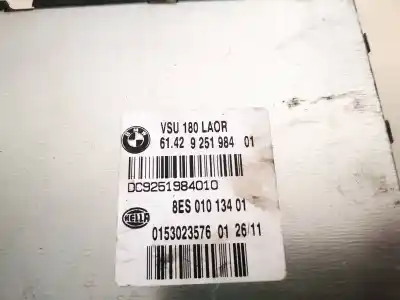 BMW
VSU 180 LAOR
61.42 9 251 984 01
DC9251984010
8ES 010 134 01
HELLA
0153023576 01 26/11